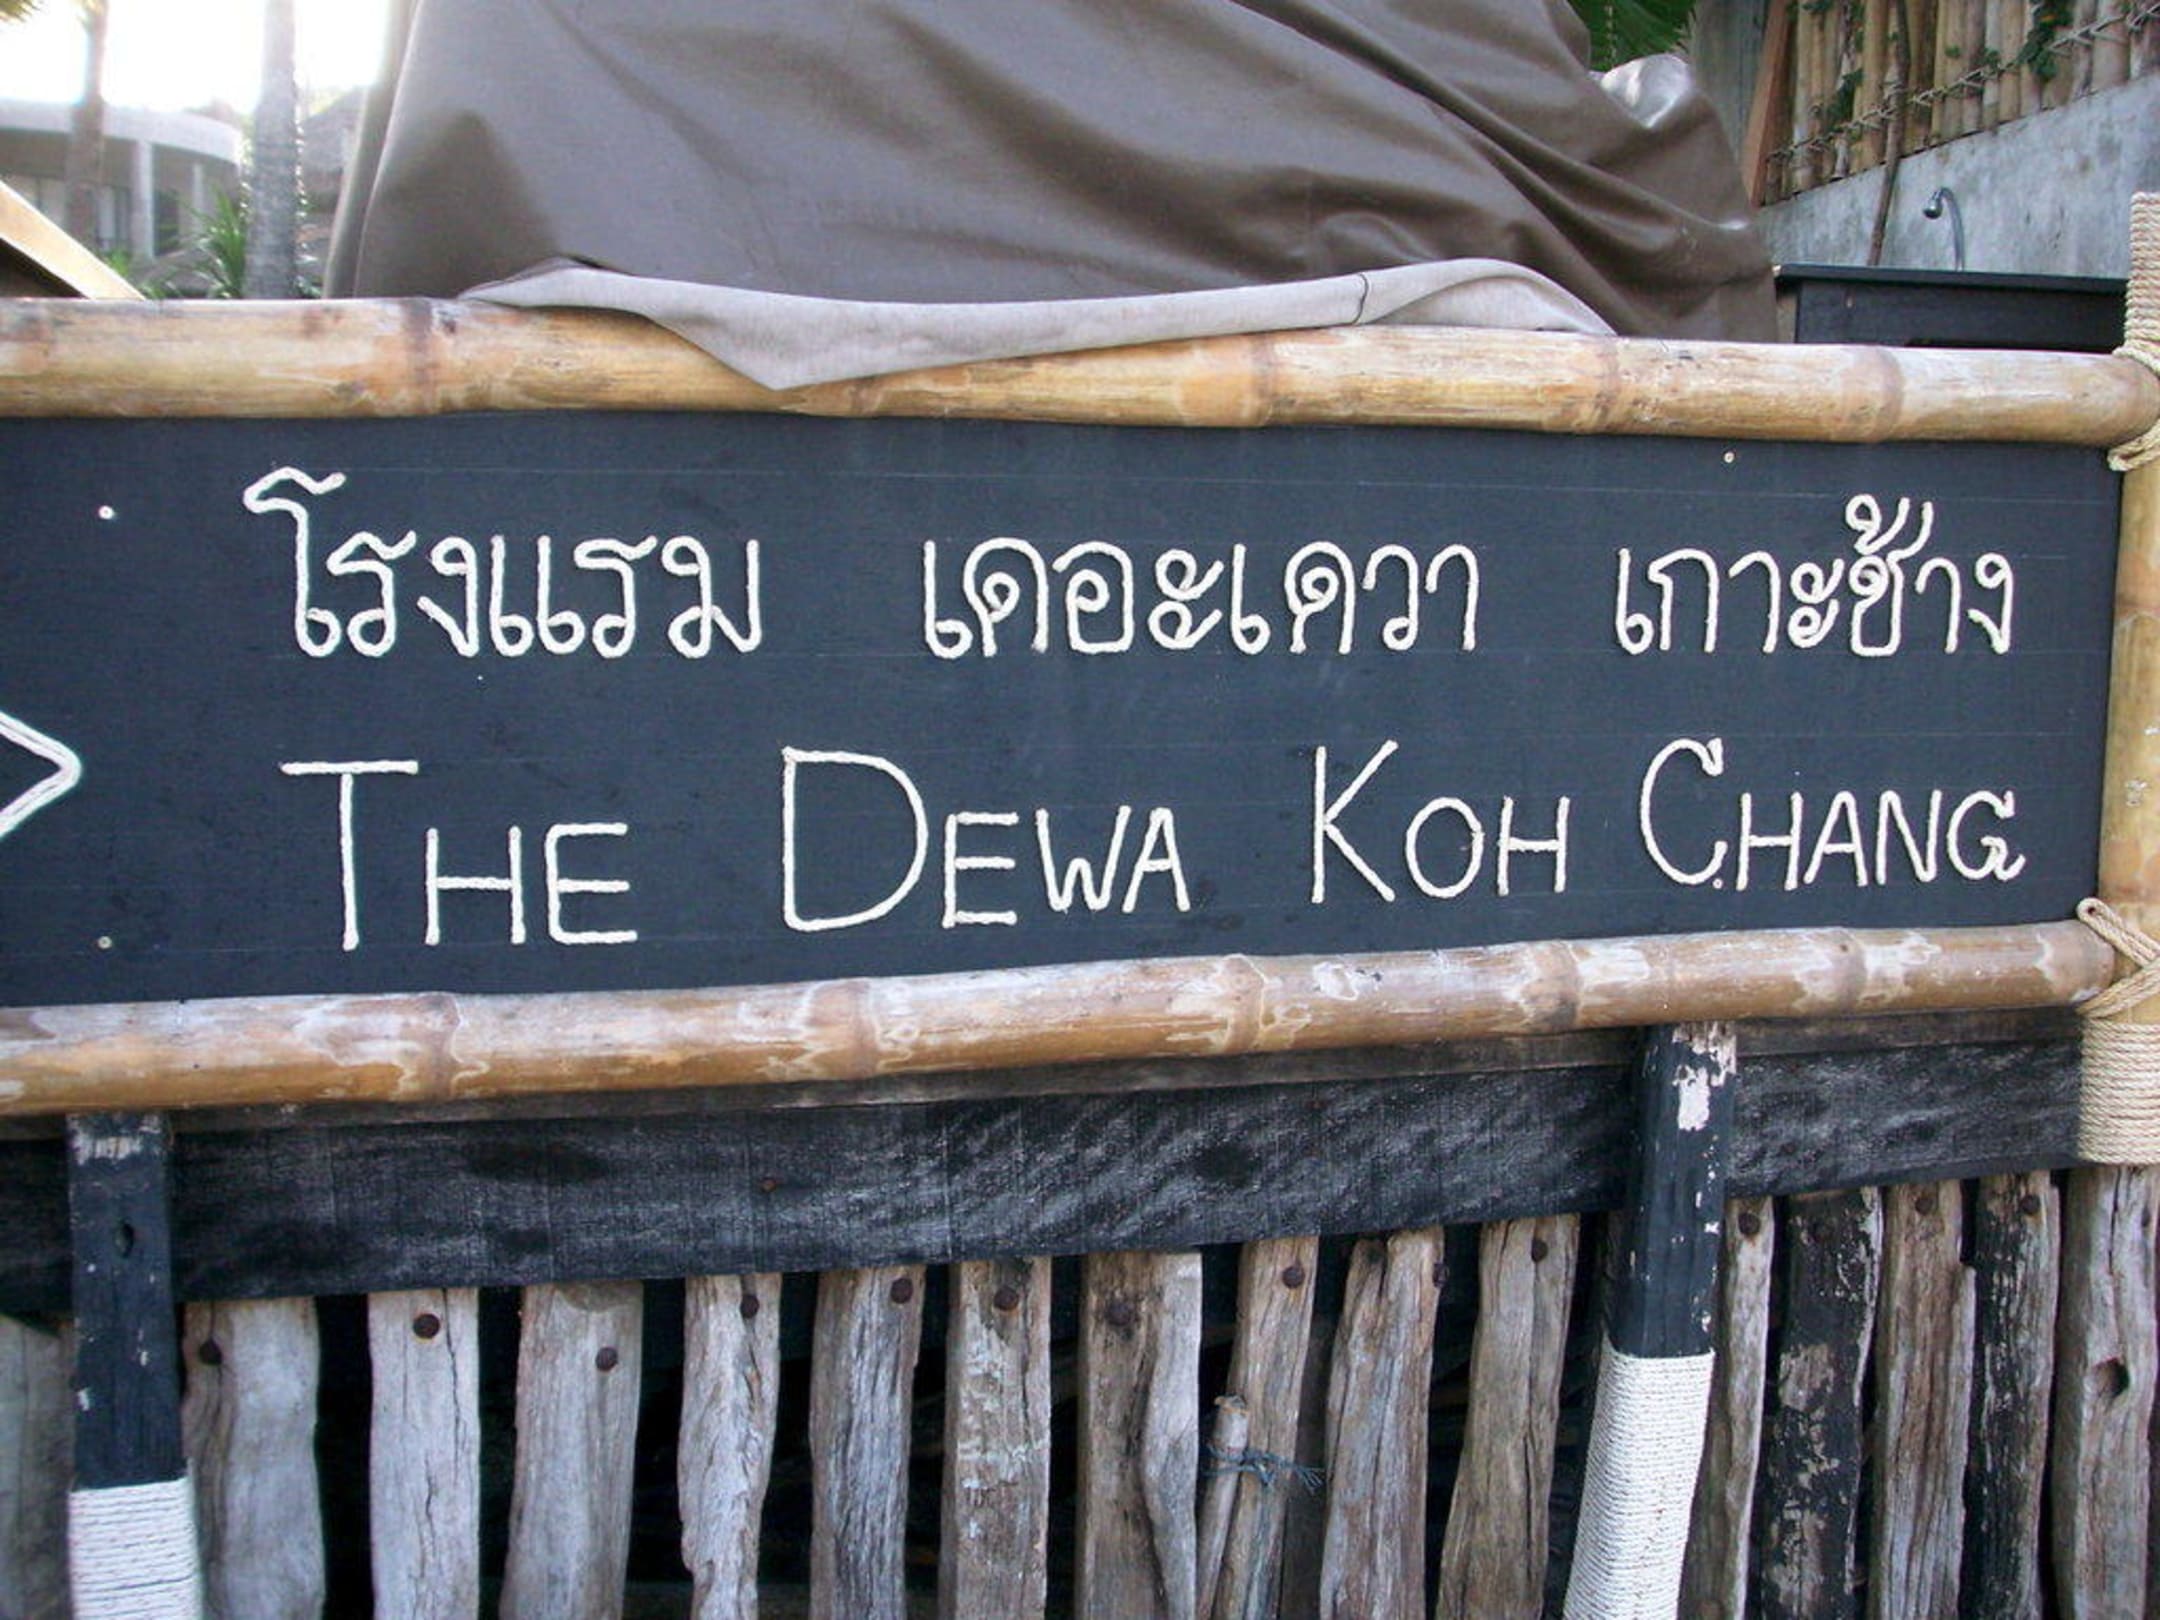 โรงแรม เดอะเดวา เกาะช้าง
THE DEWA KOH CHANG